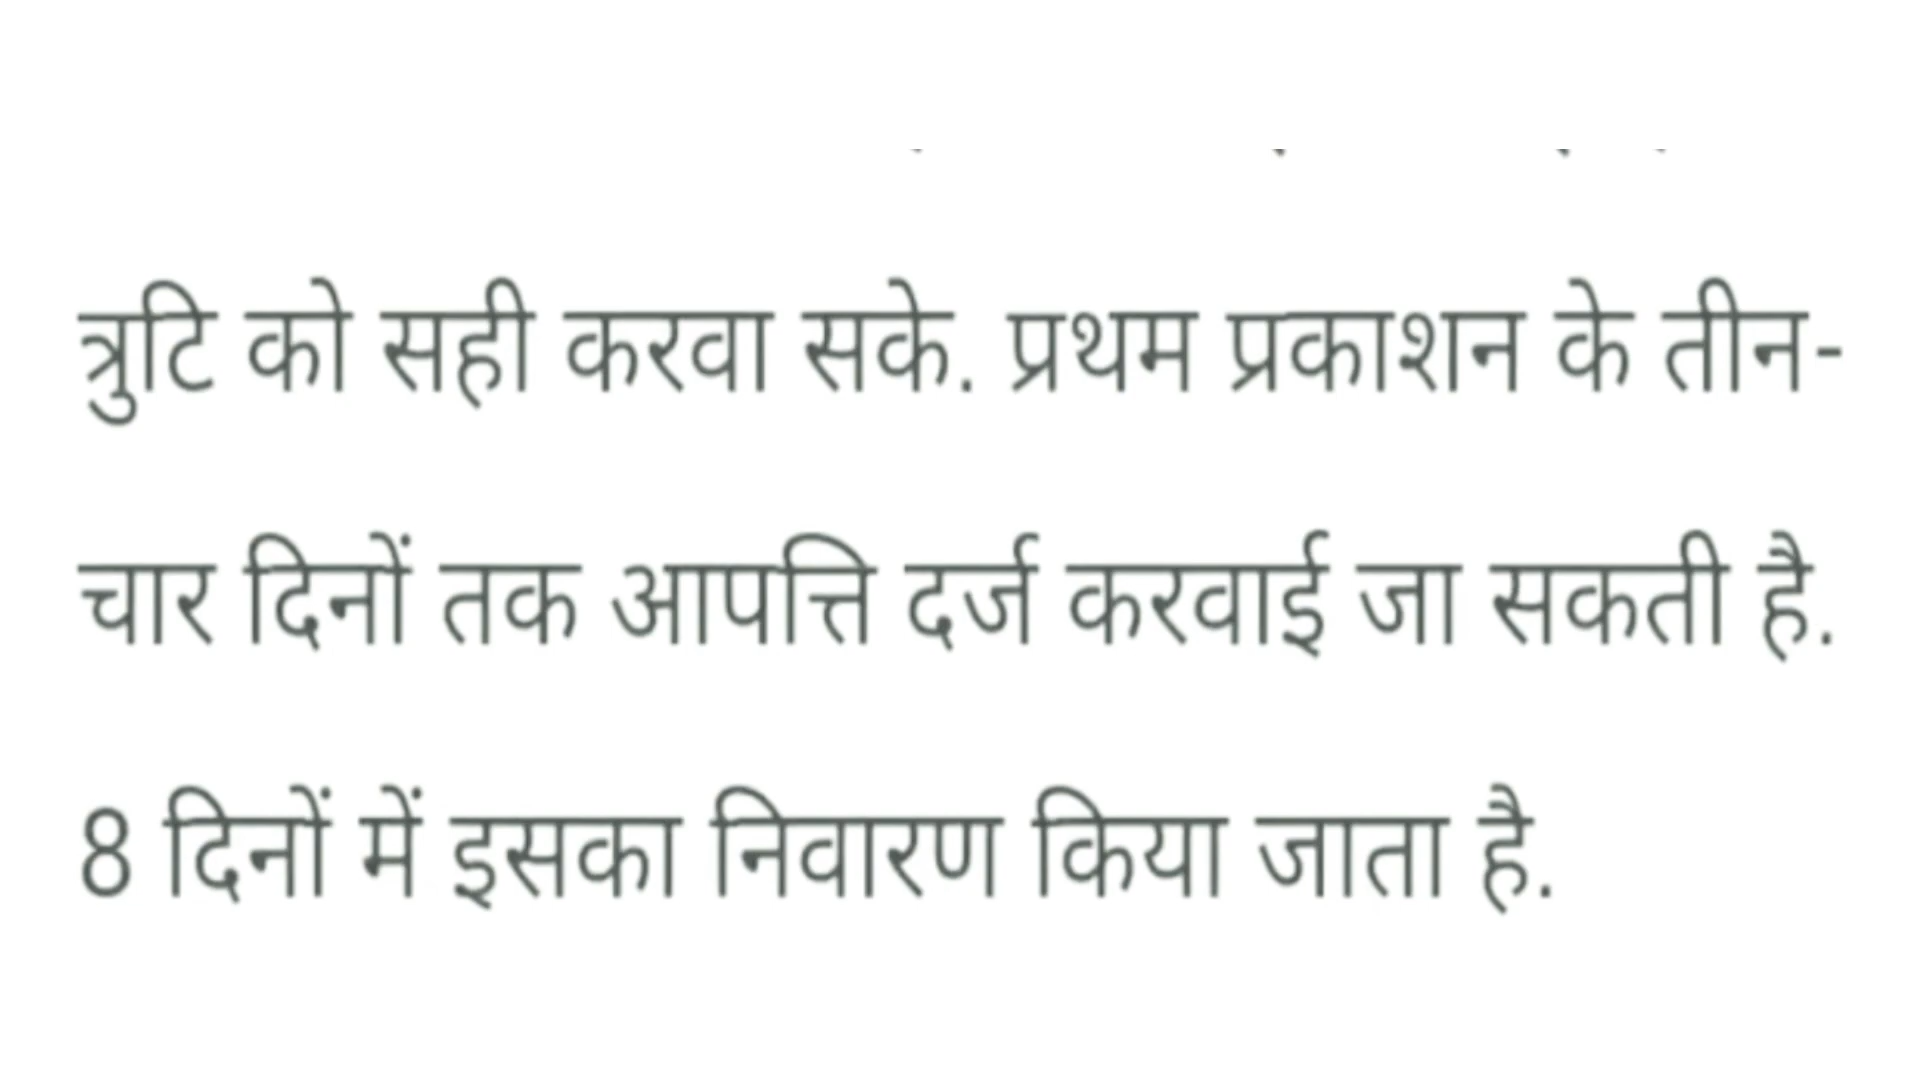 त्रुटि को सही करवा सके. प्रथम प्रकाशन के तीन-
चार दिनों तक आपत्ति दर्ज करवाई जा सकती है.
8 दिनों में इसका निवारण किया जाता है.